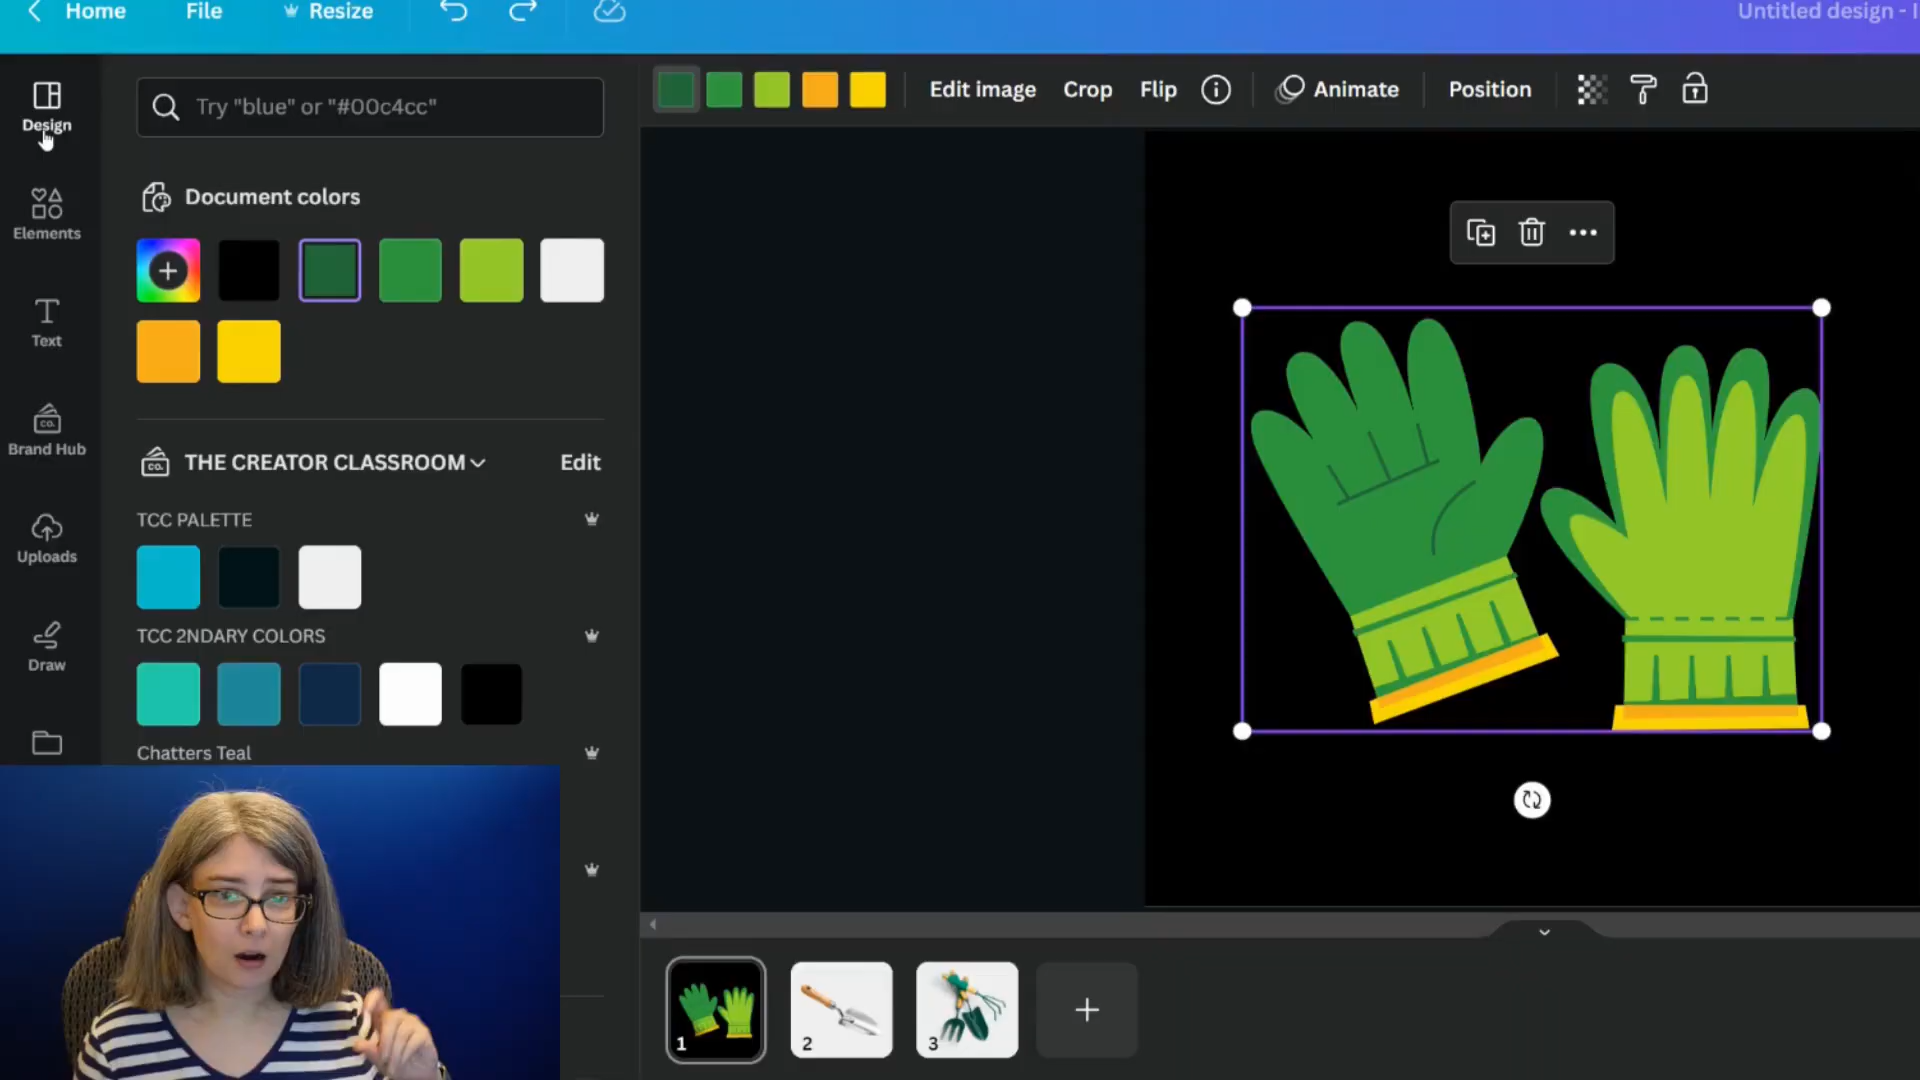 Home File Resize Untitled design -
Design
Elements
Text
Brand Hub
Uploads
Draw
Try "blue" or "#00c4cc"
Document colors
THE CREATOR CLASSROOM Edit
TCC PALETTE
TCC 2NDARY COLORS
Chatters Teal
Edit image Crop Flip Animate Position
CO.
CO.
1 2 3